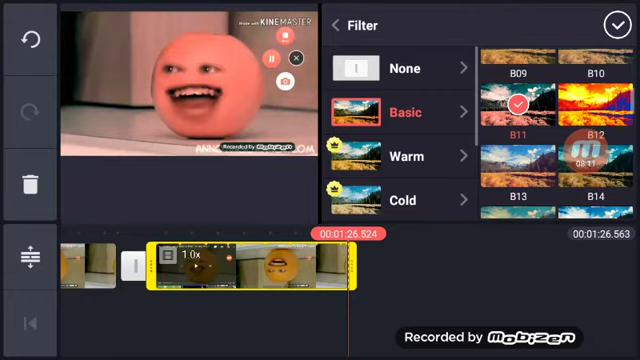 Made with KINEMASTER
Filter
None
Basic
Warm
Cold
B09
B10
B11
B12
B13
B14
08:11
Recorded by Mobizen
00:01:26.524
00:01:26.563
1.0x
Recorded by Mobizen